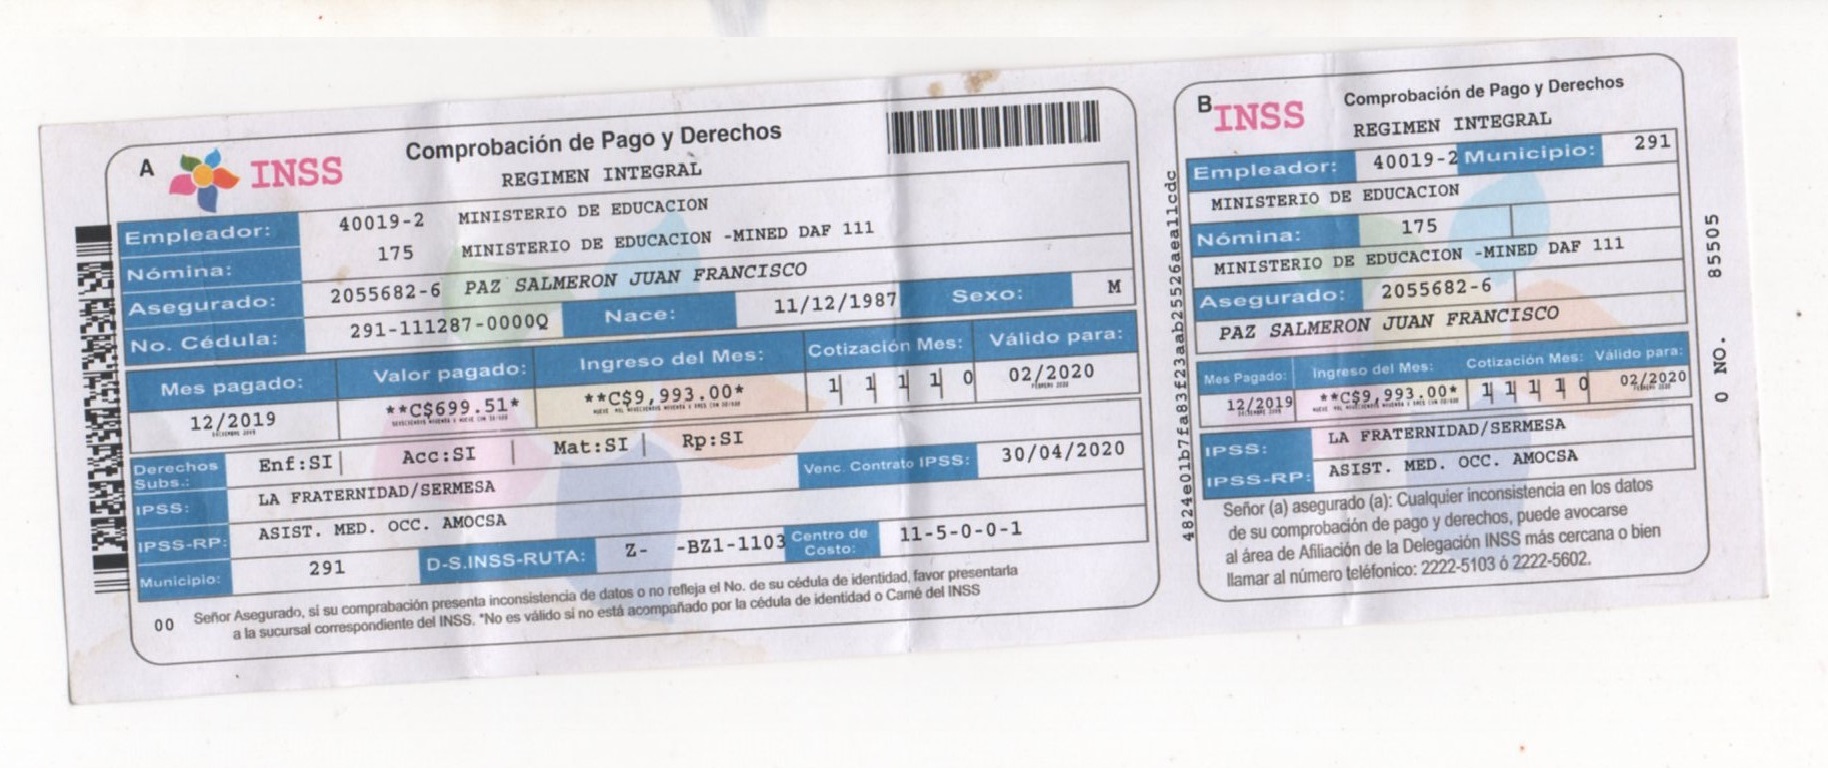 A INSS
Comprobación de Pago y Derechos
REGIMEN INTEGRAL
Empleador: 40019-2 MINISTERIO DE EDUCACION
Nómina: 175 MINISTERIO DE EDUCACION -MINED DAF 111
Asegurado: 2055682-6 PAZ SALMERON JUAN FRANCISCO
No. Cédula: 291-111287-0000Q Nace: 11/12/1987 Sexo: M
Mes pagado: Valor pagado: Ingreso del Mes: Cotización Mes: Válido para:
12/2019 **C$699.51* **C$9,993.00* 1 1 1 1 0 02/2020
Derechos Subs.: Enf:SI Acc:SI Mat:SI Rp:SI Venc. Contrato IPSS: 30/04/2020
IPSS: LA FRATERNIDAD/SERMESA
IPSS-RP: ASIST. MED. OCC. AMOCSA
Municipio: 291 D-S.INSS-RUTA: Z- -BZ1-1103 Centro de Costo: 11-5-0-0-1
00 Señor Asegurado, si su comprabación presenta inconsistencia de datos o no refleja el No. de su cédula de identidad, favor presentarla
a la sucursal correspondiente del INSS. *No es válido si no está acompañado por la cédula de identidad o Carné del INSS
4824e01b7fa83f23aab25526aea11cdc
B INSS
Comprobación de Pago y Derechos
REGIMEN INTEGRAL
Empleador: 40019-2 Municipio: 291
MINISTERIO DE EDUCACION
Nómina: 175
MINISTERIO DE EDUCACION -MINED DAF 111
Asegurado: 2055682-6
PAZ SALMERON JUAN FRANCISCO
Mes Pagado: Ingreso del Mes: Cotización Mes: Válido para:
12/2019 **C$9,993.00* 1 1 1 1 0 02/2020
IPSS: LA FRATERNIDAD/SERMESA
IPSS-RP: ASIST. MED. OCC. AMOCSA
Señor (a) asegurado (a): Cualquier inconsistencia en los datos
de su comprobación de pago y derechos, puede avocarse
al área de Afiliación de la Delegación INSS más cercana o bien
llamar al número teléfonico: 2222-5103 ó 2222-5602.
O NO. 85505